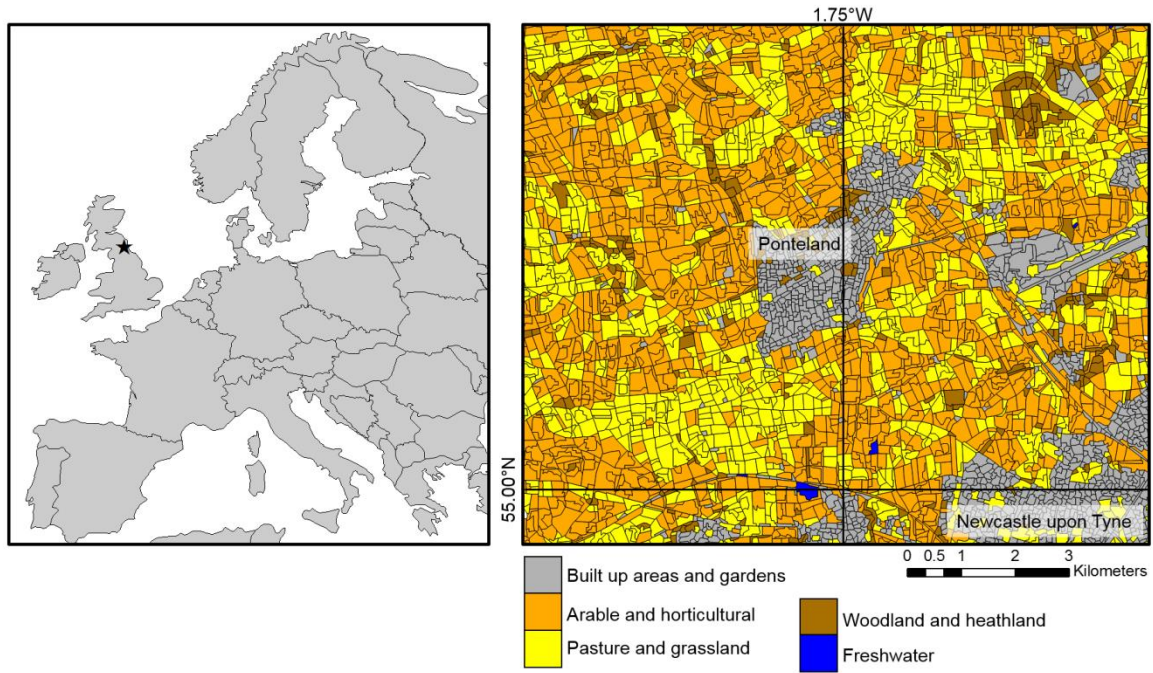 1.75°W
Ponteland
55.00°N
Newcastle upon Tyne
0 0.5 1 2 3
Kilometers
Built up areas and gardens
Arable and horticultural
Pasture and grassland
Woodland and heathland
Freshwater